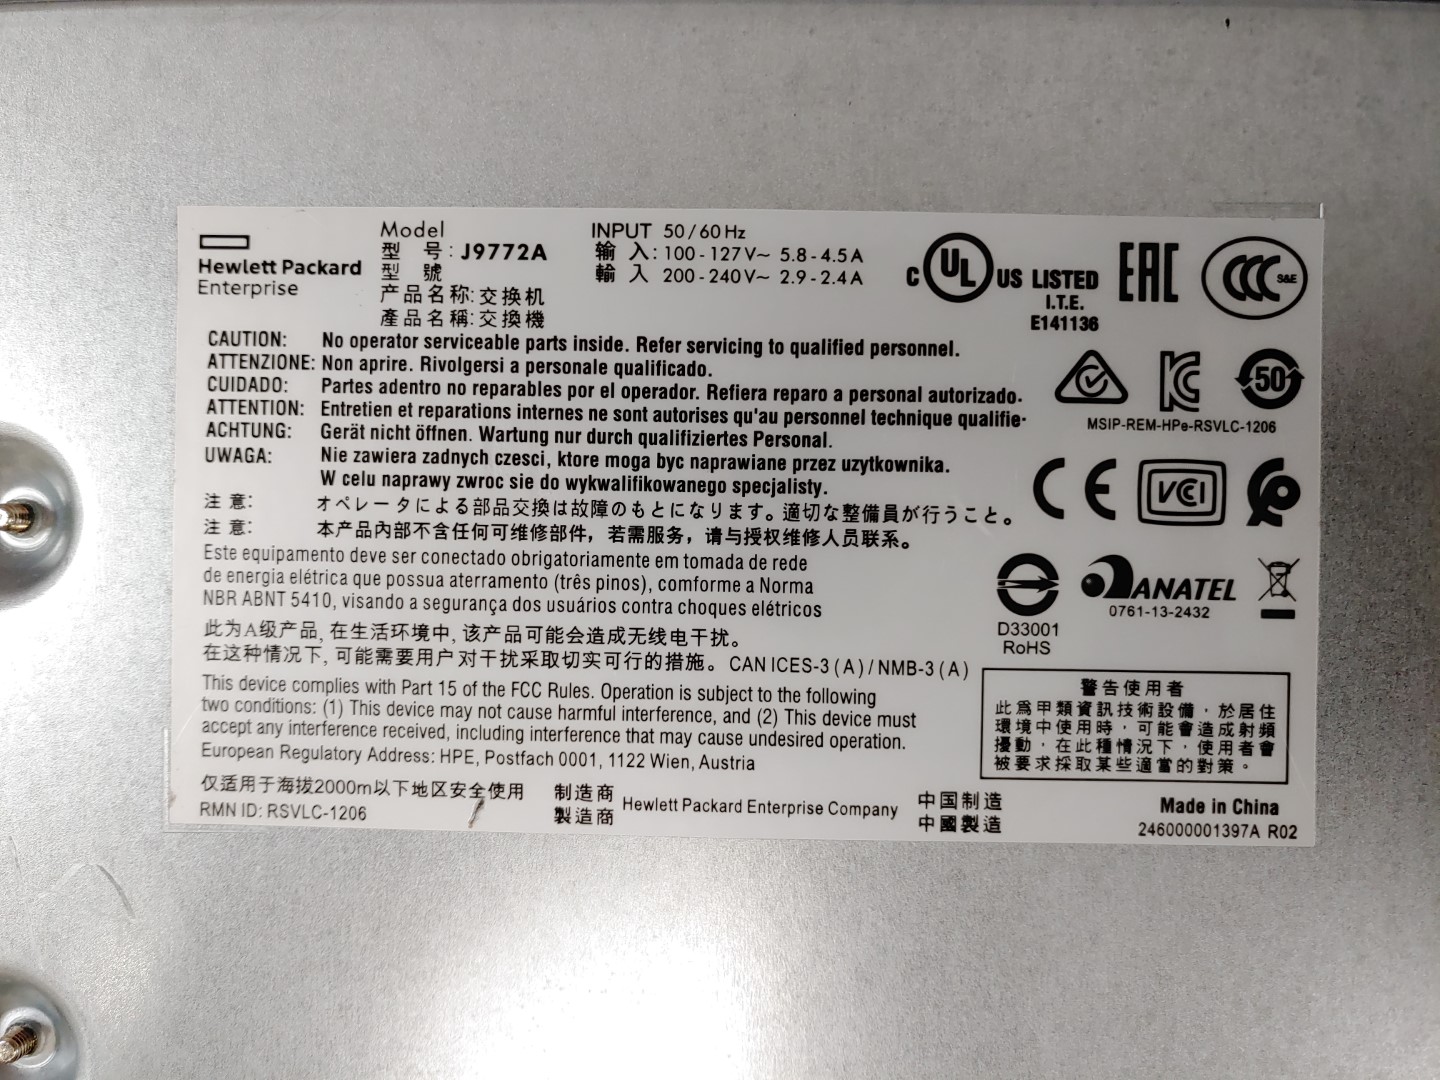 Hewlett Packard
Enterprise
Model
型 号: J9772A
型 號
产品名称: 交换机
產品名稱: 交換機
INPUT 50/60 Hz
输 入: 100-127V~ 5.8-4.5A
輸 入 200-240V~ 2.9-2.4A
C UL US LISTED
I.T.E.
E141136
EAC
CCC S&E
CAUTION: No operator serviceable parts inside. Refer servicing to qualified personnel.
ATTENZIONE: Non aprire. Rivolgersi a personale qualificado.
CUIDADO: Partes adentro no reparables por el operador. Refiera reparo a personal autorizado.
ATTENTION: Entretien et reparations internes ne sont autorises qu'au personnel technique qualifie·
ACHTUNG: Gerät nicht öffnen. Wartung nur durch qualifiziertes Personal.
UWAGA: Nie zawiera zadnych czesci, ktore moga byc naprawiane przez uzytkownika.
W celu naprawy zwroc sie do wykwalifikowanego specjalisty.
注 意: オペレータによる部品交換は故障のもとになります。適切な整備員が行うこと。
注 意: 本产品内部不含任何可维修部件，若需服务，请与授权维修人员联系。
KC
50
MSIP-REM-HPe-RSVLC-1206
CE
VCI
Este equipamento deve ser conectado obrigatoriamente em tomada de rede
de energia elétrica que possua aterramento (três pinos), comforme a Norma
NBR ABNT 5410, visando a segurança dos usuários contra choques elétricos
D33001
RoHS
ANATEL
0761-13-2432
此为A级产品, 在生活环境中, 该产品可能会造成无线电干扰。
在这种情况下, 可能需要用户对干扰采取切实可行的措施。 CAN ICES-3 (A) / NMB-3 (A)
This device complies with Part 15 of the FCC Rules. Operation is subject to the following
two conditions: (1) This device may not cause harmful interference, and (2) This device must
accept any interference received, including interference that may cause undesired operation.
European Regulatory Address: HPE, Postfach 0001, 1122 Wien, Austria
警告使用者
此為甲類資訊技術設備，於居住
環境中使用時，可能會造成射頻
擾動，在此種情況下，使用者會
被要求採取某些適當的對策。
仅适用于海拔2000m以下地区安全使用
RMN ID: RSVLC-1206
制造商
製造商
Hewlett Packard Enterprise Company
中国制造
中國製造
Made in China
246000001397A R02